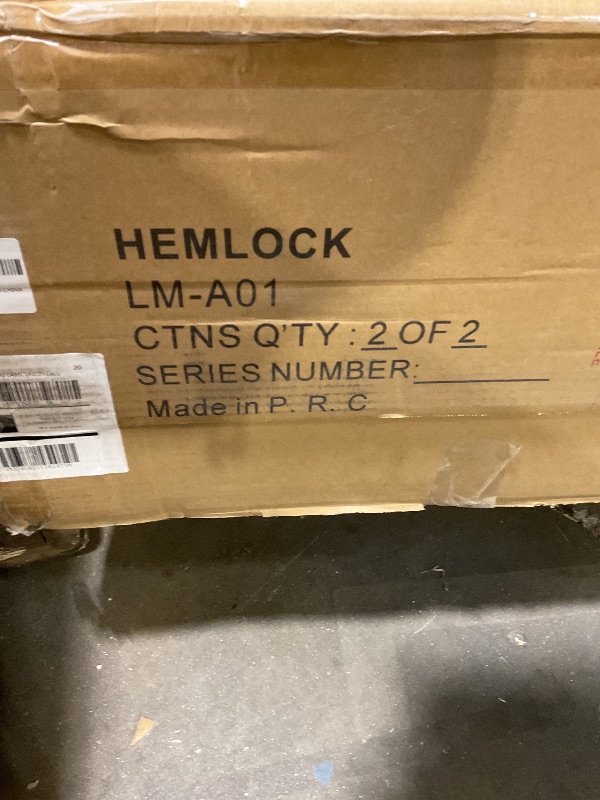 HEMLOCK
LM-A01
CTNS Q'TY : 2 OF 2
SERIES NUMBER:
Made in P. R. C